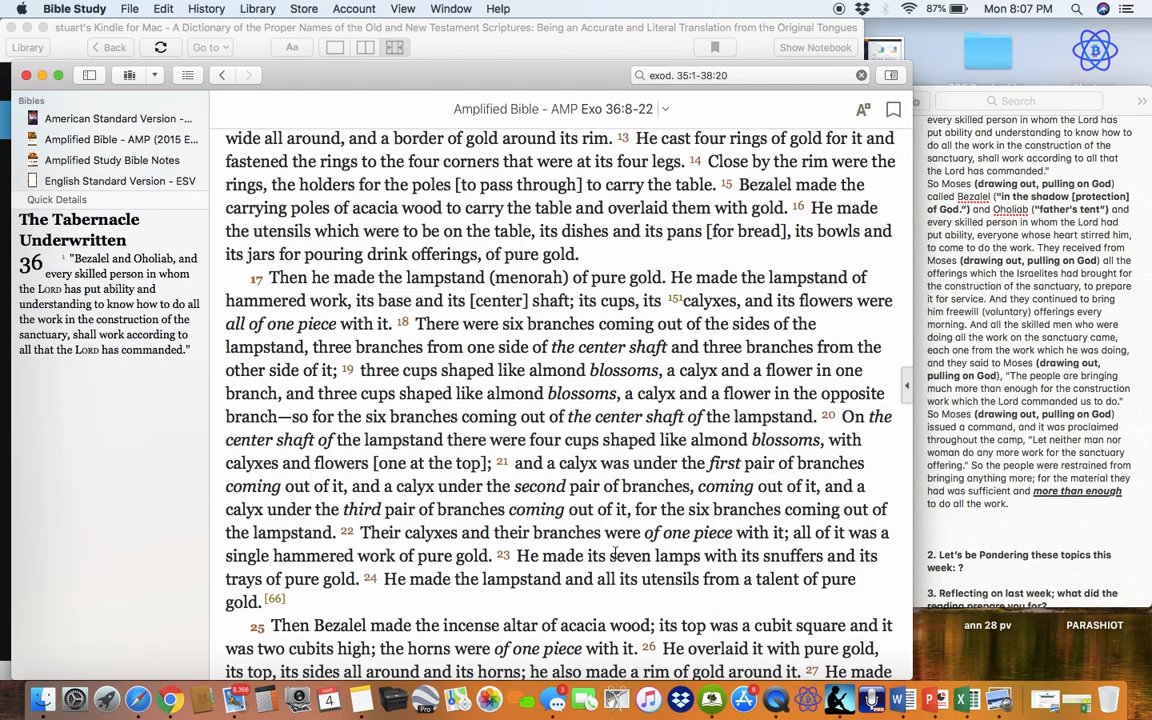 Bible Study File Edit History Library Store Account View Window Help
87% Mon 8:07 PM
stuart's Kindle for Mac - A Dictionary of the Proper Names of the Old and New Testament Scriptures: Being an Accurate and Literal Translation from the Original Tongues
Library Back Go to Aa Show Notebook
exod. 35:1-38:20
Bibles
American Standard Version -...
Amplified Bible - AMP (2015 E...
Amplified Study Bible Notes
English Standard Version - ESV
Quick Details
The Tabernacle
Underwritten
36 1 "Bezalel and Oholiab, and
every skilled person in whom
the LORD has put ability and
understanding to know how to do all
the work in the construction of the
sanctuary, shall work according to
all that the LORD has commanded."
Amplified Bible - AMP Exo 36:8-22
wide all around, and a border of gold around its rim. 13 He cast four rings of gold for it and
fastened the rings to the four corners that were at its four legs. 14 Close by the rim were the
rings, the holders for the poles [to pass through] to carry the table. 15 Bezalel made the
carrying poles of acacia wood to carry the table and overlaid them with gold. 16 He made
the utensils which were to be on the table, its dishes and its pans [for bread], its bowls and
its jars for pouring drink offerings, of pure gold.
17 Then he made the lampstand (menorah) of pure gold. He made the lampstand of
hammered work, its base and its [center] shaft; its cups, its 151calyxes, and its flowers were
all of one piece with it. 18 There were six branches coming out of the sides of the
lampstand, three branches from one side of the center shaft and three branches from the
other side of it; 19 three cups shaped like almond blossoms, a calyx and a flower in one
branch, and three cups shaped like almond blossoms, a calyx and a flower in the opposite
branch—so for the six branches coming out of the center shaft of the lampstand. 20 On the
center shaft of the lampstand there were four cups shaped like almond blossoms, with
calyxes and flowers [one at the top]; 21 and a calyx was under the first pair of branches
coming out of it, and a calyx under the second pair of branches, coming out of it, and a
calyx under the third pair of branches coming out of it, for the six branches coming out of
the lampstand. 22 Their calyxes and their branches were of one piece with it; all of it was a
single hammered work of pure gold. 23 He made its seven lamps with its snuffers and its
trays of pure gold. 24 He made the lampstand and all its utensils from a talent of pure
gold. [66]
25 Then Bezalel made the incense altar of acacia wood; its top was a cubit square and it
was two cubits high; the horns were of one piece with it. 26 He overlaid it with pure gold,
its top, its sides all around and its horns; he also made a rim of gold around it. 27 He made
Search
every skilled person in whom the Lord has
put ability and understanding to know how to
do all the work in the construction of the
sanctuary, shall work according to all that
the Lord has commanded."
So Moses (drawing out, pulling on God)
called Bezalel ("in the shadow [protection]
of God.") and Oholiab ("father's tent") and
every skilled person in whom the Lord had
put ability, everyone whose heart stirred him,
to come to do the work. They received from
Moses (drawing out, pulling on God) all the
offerings which the Israelites had brought for
the construction of the sanctuary, to prepare
it for service. And they continued to bring
him freewill (voluntary) offerings every
morning. And all the skilled men who were
doing all the work on the sanctuary came,
each one from the work which he was doing,
and they said to Moses (drawing out,
pulling on God), "The people are bringing
much more than enough for the construction
work which the Lord commanded us to do."
So Moses (drawing out, pulling on God)
issued a command, and it was proclaimed
throughout the camp, "Let neither man nor
woman do any more work for the sanctuary
offering." So the people were restrained from
bringing anything more; for the material they
had was sufficient and more than enough
to do all the work.
2. Let's be Pondering these topics this
week: ?
3. Reflecting on last week; what did the
reading prepare you for?
ann 28 pv PARASHIOT
8,366
MAR
4
Pro
3
8